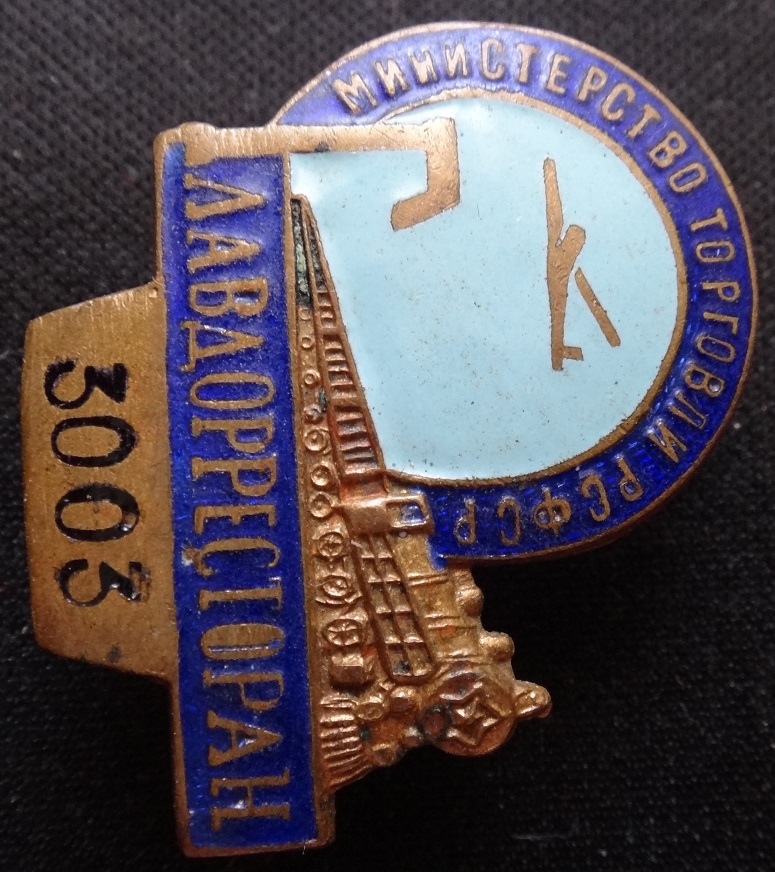 МИНИСТЕРСТВО ТОРГОВЛИ РСФСР
ГЛАВДОРРЕСТОРАН
3003